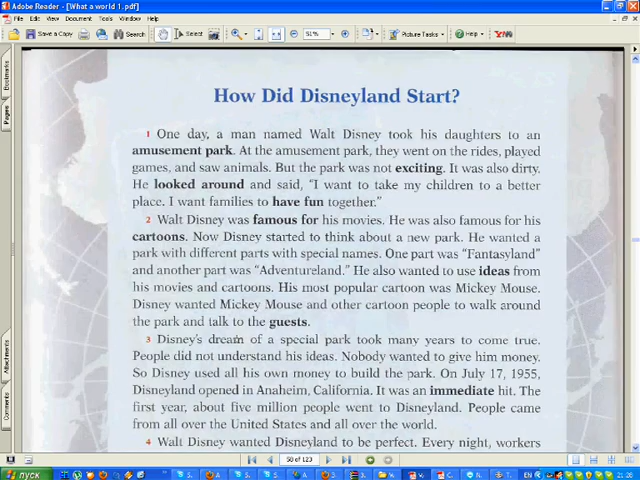 Adobe Reader - [What a world 1.pdf]
File Edit View Document Tools Window Help
Save a Copy Search Select 51% Picture Tasks Help
Bookmarks
Pages
How Did Disneyland Start?
1 One day, a man named Walt Disney took his daughters to an
amusement park. At the amusement park, they went on the rides, played
games, and saw animals. But the park was not exciting. It was also dirty.
He looked around and said, "I want to take my children to a better
place. I want families to have fun together."
2 Walt Disney was famous for his movies. He was also famous for his
cartoons. Now Disney started to think about a new park. He wanted a
park with different parts with special names. One part was "Fantasyland"
and another part was "Adventureland." He also wanted to use ideas from
his movies and cartoons. His most popular cartoon was Mickey Mouse.
Disney wanted Mickey Mouse and other cartoon people to walk around
the park and talk to the guests.
3 Disney's dream of a special park took many years to come true.
People did not understand his ideas. Nobody wanted to give him money.
So Disney used all his own money to build the park. On July 17, 1955,
Disneyland opened in Anaheim, California. It was an immediate hit. The
first year, about five million people went to Disneyland. People came
from all over the United States and all over the world.
4 Walt Disney wanted Disneyland to be perfect. Every night, workers
Attachments
Comments
50 of 123
пуск